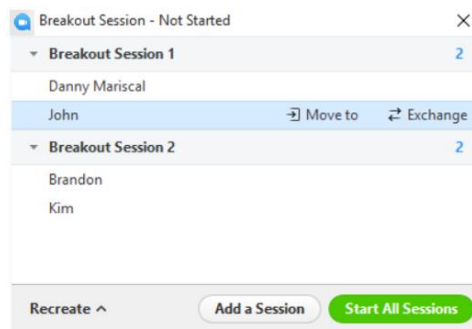 Breakout Session - Not Started
Breakout Session 1 2
Danny Mariscal
John Move to Exchange
Breakout Session 2 2
Brandon
Kim
Recreate Add a Session Start All Sessions